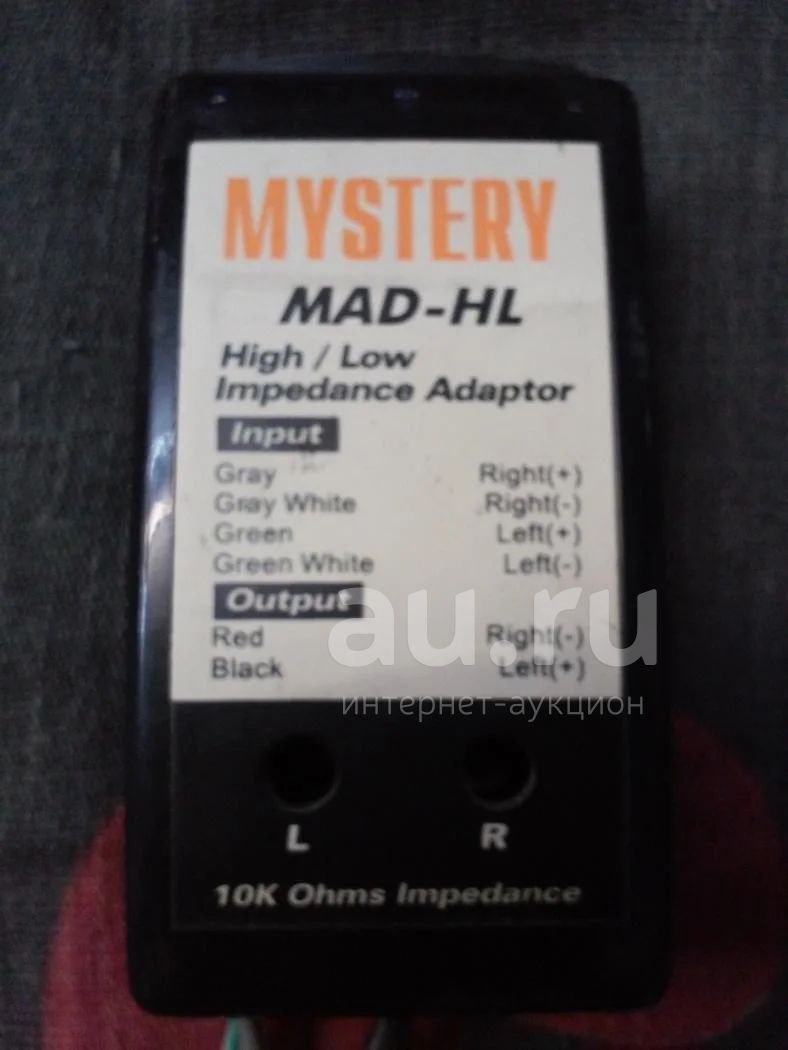 MYSTERY
MAD-HL
High / Low
Impedance Adaptor
Input
Gray Right(+)
Gray White Right(-)
Green Left(+)
Green White Left(-)
Output
Red Right(-)
Black Left(+)
au.ru
интернет-аукцион
L R
10K Ohms Impedance